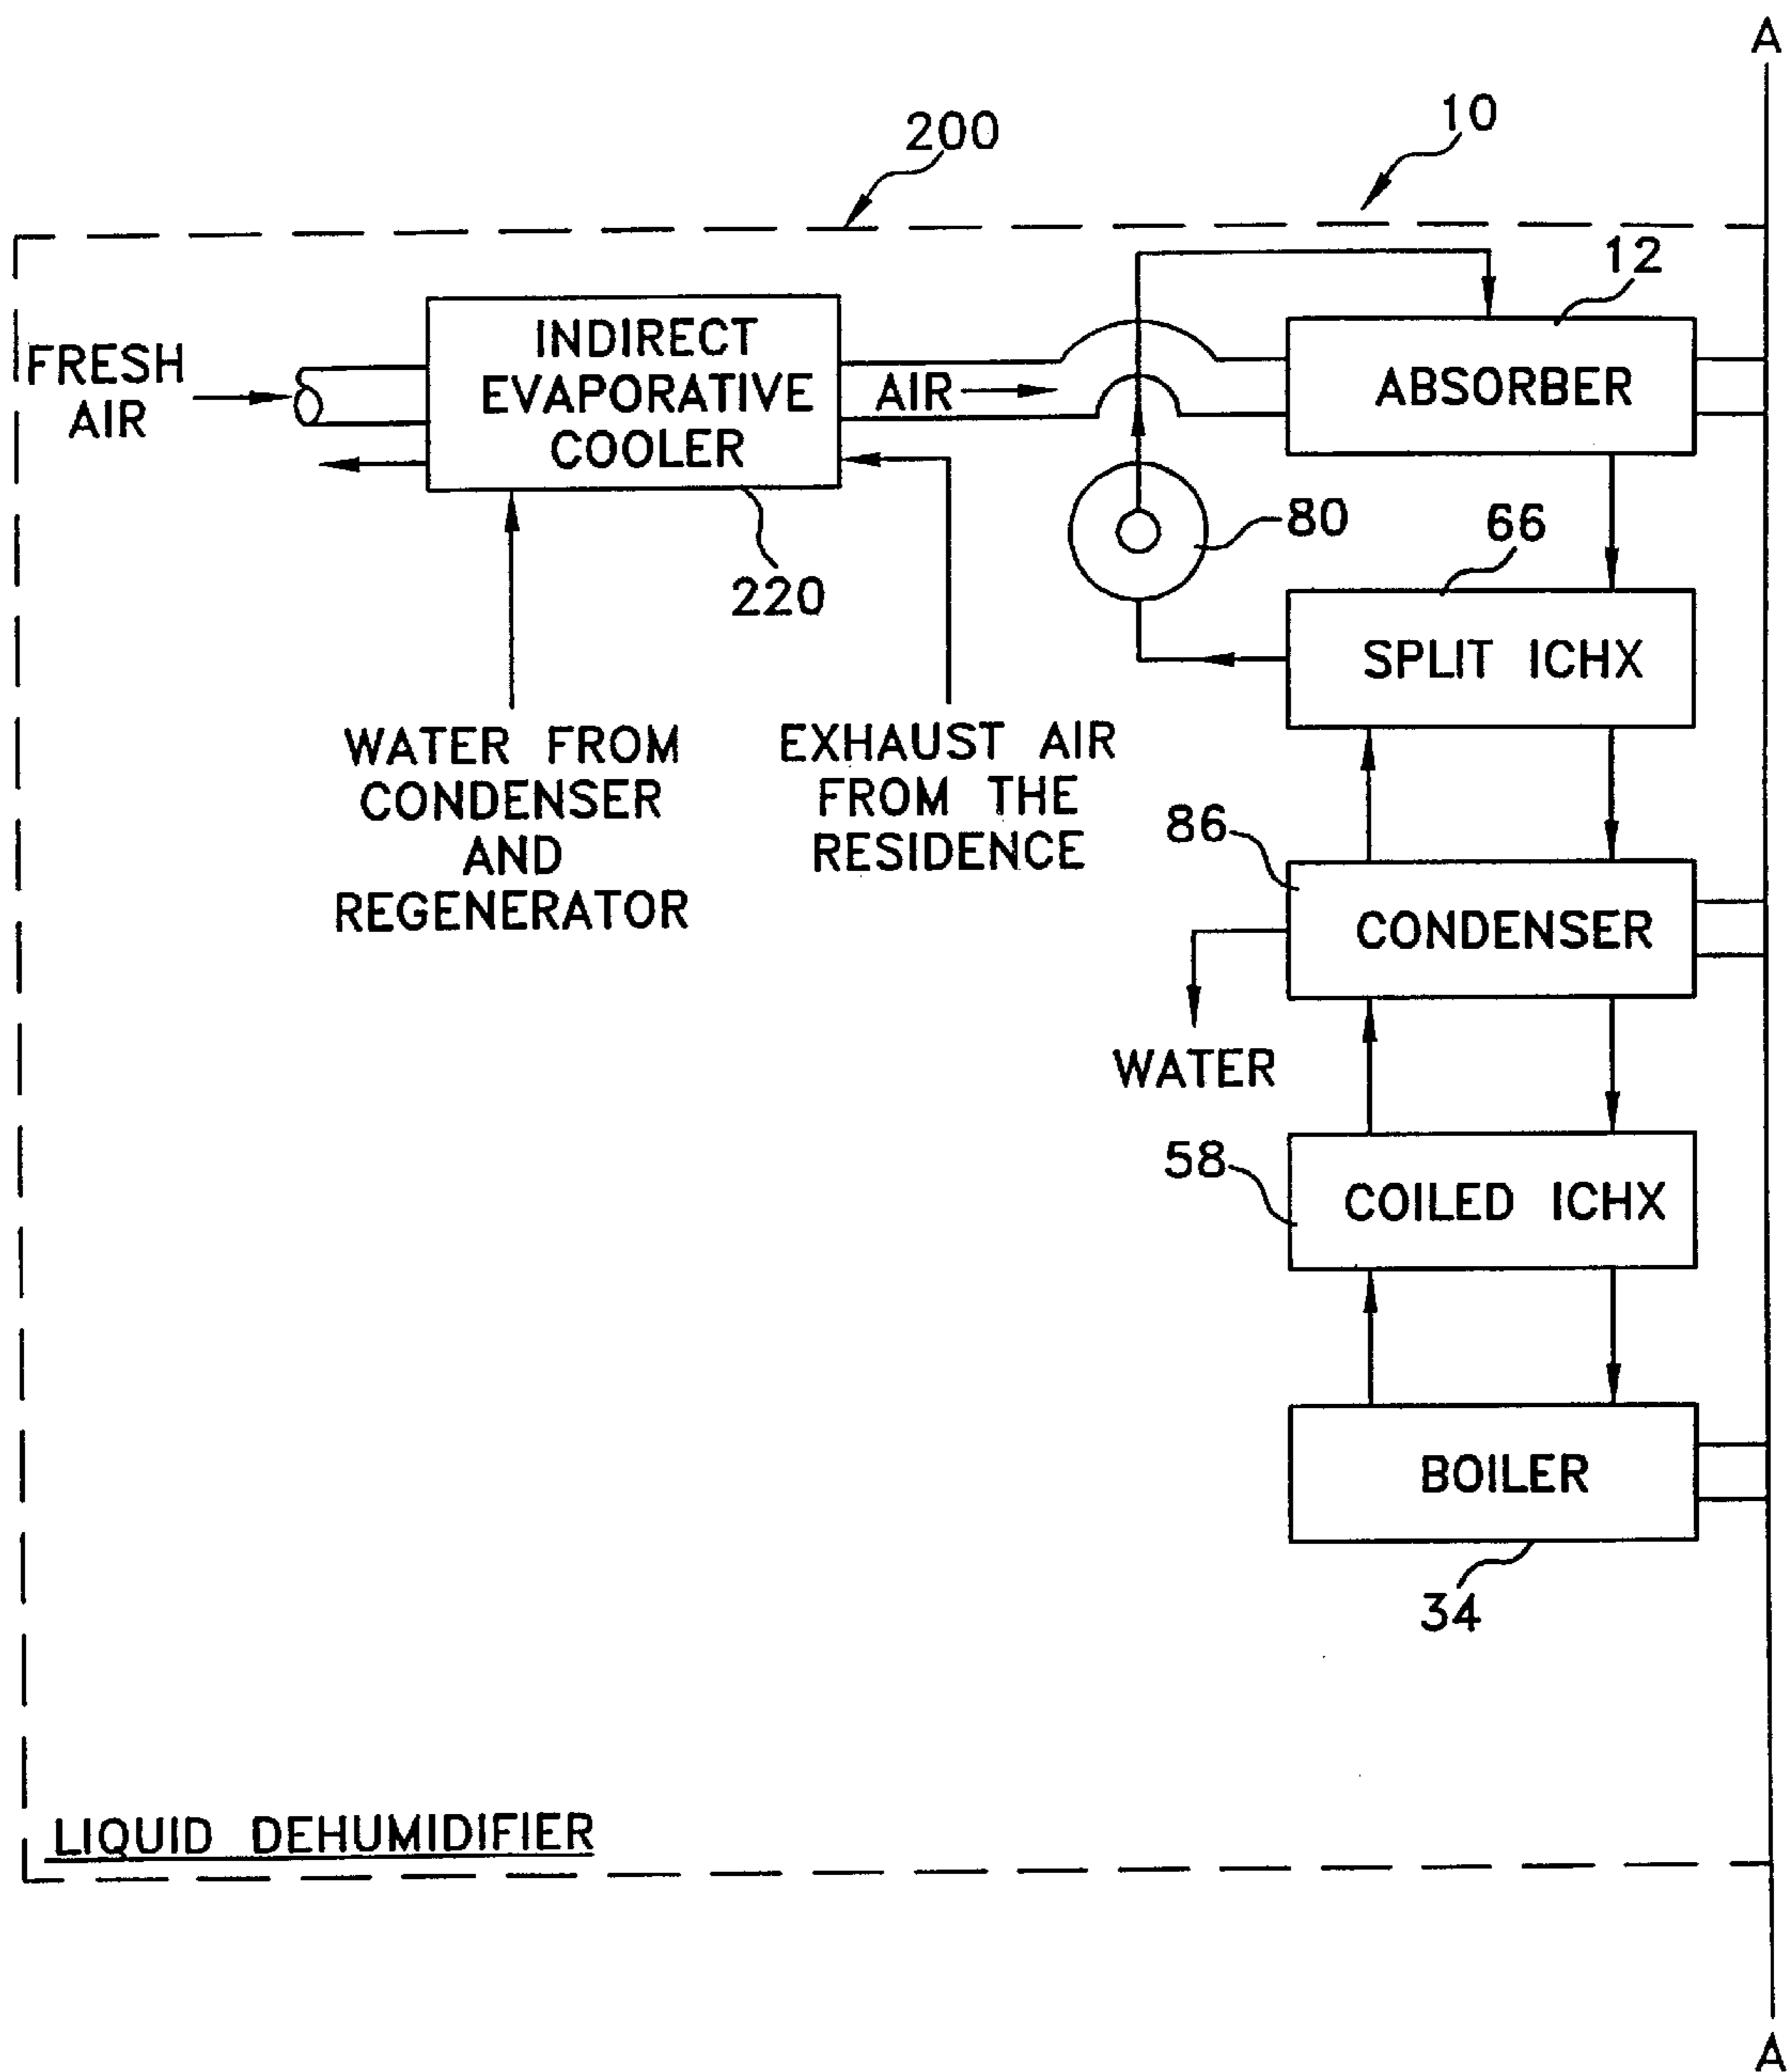 A
10
200
12
FRESH
AIR
INDIRECT
EVAPORATIVE
COOLER
AIR
ABSORBER
80
66
220
SPLIT ICHX
WATER FROM
CONDENSER
AND
REGENERATOR
EXHAUST AIR
FROM THE
RESIDENCE
86
CONDENSER
WATER
58
COILED ICHX
BOILER
34
LIQUID DEHUMIDIFIER
A